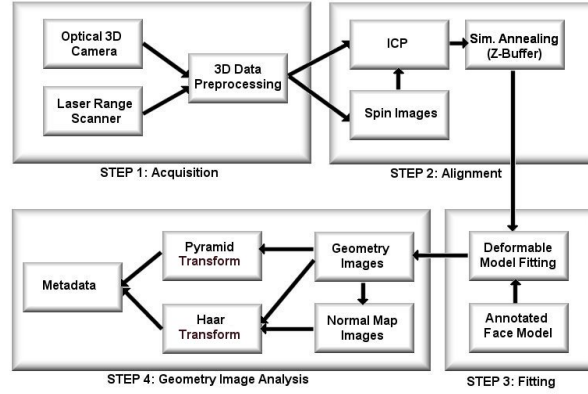 Optical 3D
Camera
Laser Range
Scanner
3D Data
Preprocessing
STEP 1: Acquisition
ICP
Sim. Annealing
(Z-Buffer)
Spin Images
STEP 2: Alignment
Deformable
Model Fitting
Annotated
Face Model
STEP 3: Fitting
Geometry
Images
Normal Map
Images
Pyramid
Transform
Haar
Transform
Metadata
STEP 4: Geometry Image Analysis